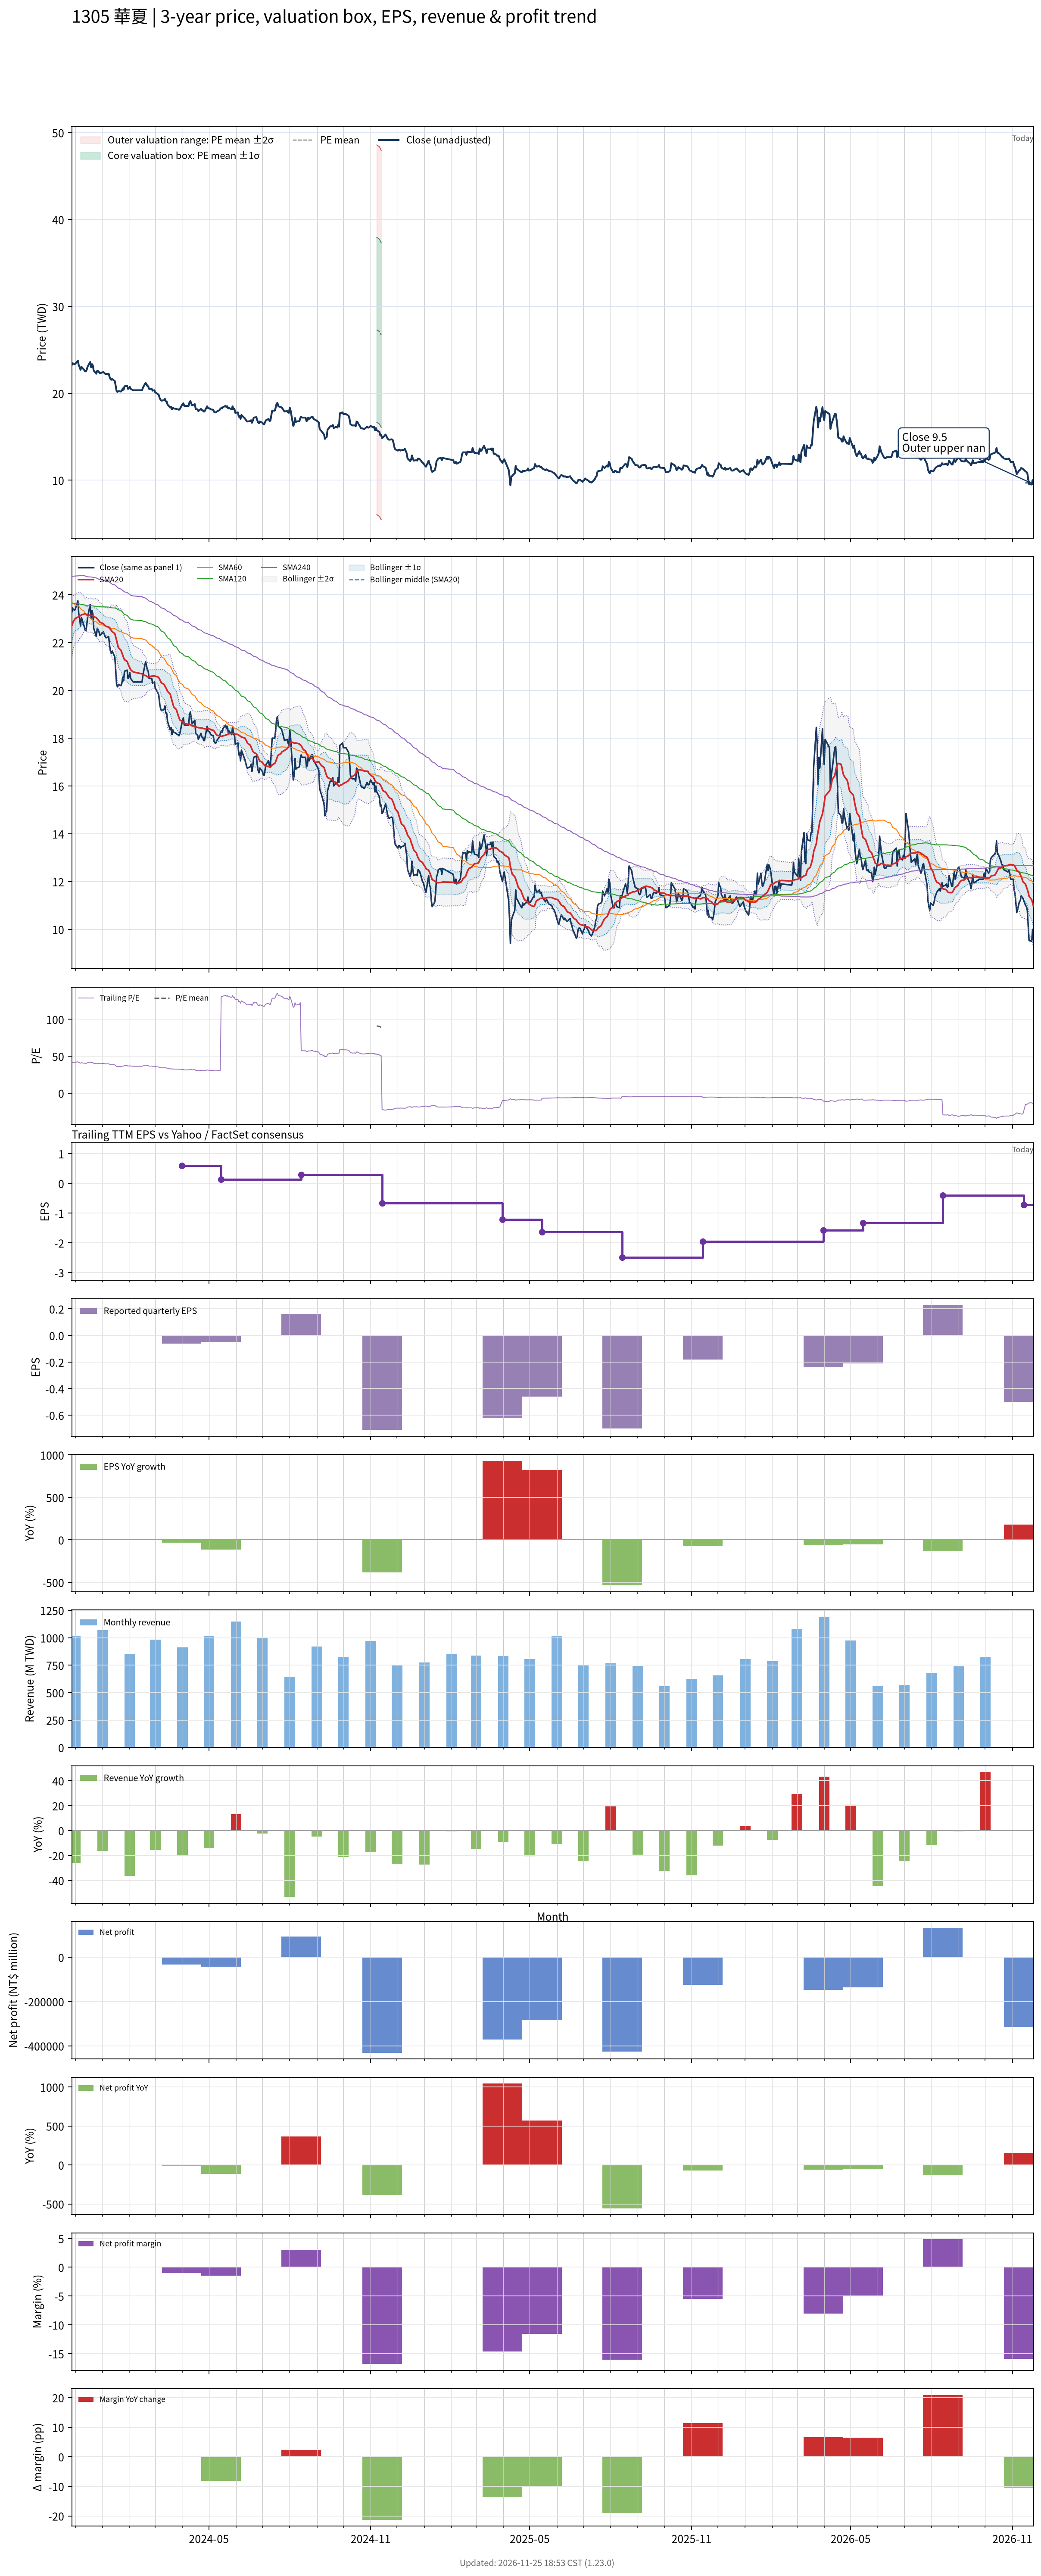 1305 華夏 | 3-year price, valuation box, EPS, revenue & profit trend
Outer valuation range: PE mean ±2σ
PE mean
Close (unadjusted)
Core valuation box: PE mean ±1σ
Today
50
40
30
20
10
Price (TWD)
Close 9.5
Outer upper nan
Close (same as panel 1)
SMA60
SMA240
Bollinger ±1σ
SMA20
SMA120
Bollinger ±2σ
Bollinger middle (SMA20)
24
22
20
18
16
14
12
10
Price
Trailing P/E
P/E mean
100
50
0
P/E
Trailing TTM EPS vs Yahoo / FactSet consensus
Today
1
0
-1
-2
-3
EPS
Reported quarterly EPS
0.2
0.0
-0.2
-0.4
-0.6
EPS
EPS YoY growth
1000
500
0
-500
YoY (%)
Monthly revenue
1250
1000
750
500
250
0
Revenue (M TWD)
Revenue YoY growth
40
20
0
-20
-40
YoY (%)
Month
Net profit
0
-200000
-400000
Net profit (NT$ million)
Net profit YoY
1000
500
0
-500
YoY (%)
Net profit margin
5
0
-5
-10
-15
Margin (%)
Margin YoY change
20
10
0
-10
-20
Δ margin (pp)
2024-05
2024-11
2025-05
2025-11
2026-05
2026-11
Updated: 2026-11-25 18:53 CST (1.23.0)